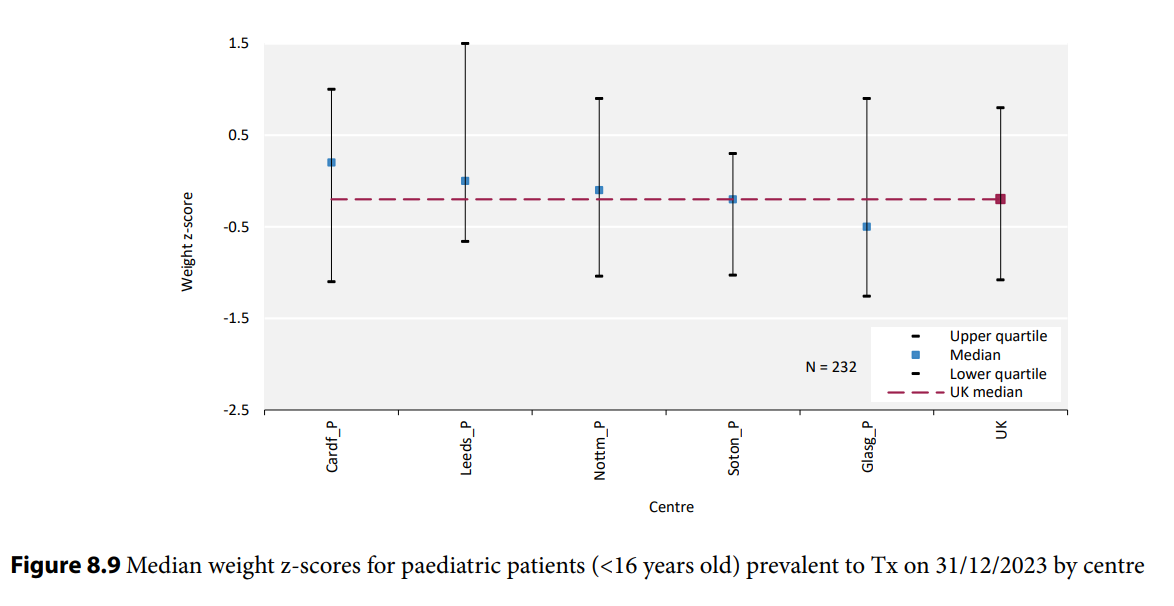 1.5
0.5
-0.5
-1.5
-2.5
Weight z-score
N = 232
Upper quartile
Median
Lower quartile
UK median
Cardf_P
Leeds_P
Nottm_P
Soton_P
Glasg_P
UK
Centre
Figure 8.9 Median weight z-scores for paediatric patients (<16 years old) prevalent to Tx on 31/12/2023 by centre